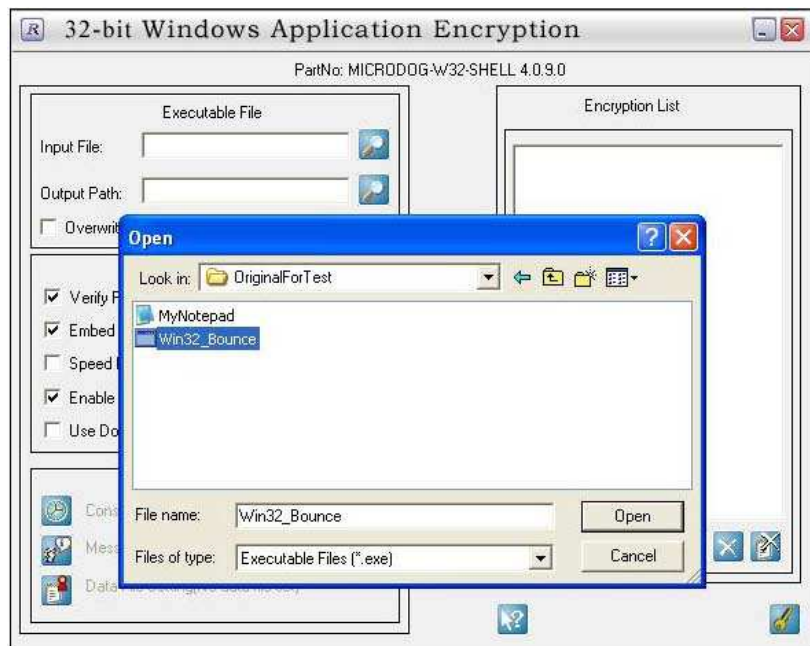 R 32-bit Windows Application Encryption
PartNo: MICRODOG-W32-SHELL 4.0.9.0
Executable File
Encryption List
Input File:
Output Path:
Overwrit
Open
Look in: OriginalForTest
MyNotepad
Win32_Bounce
Verify P
Embed
Speed
Enable
Use Do
File name: Win32_Bounce
Open
Files of type: Executable Files (*.exe)
Cancel
Cons
Mess
Data